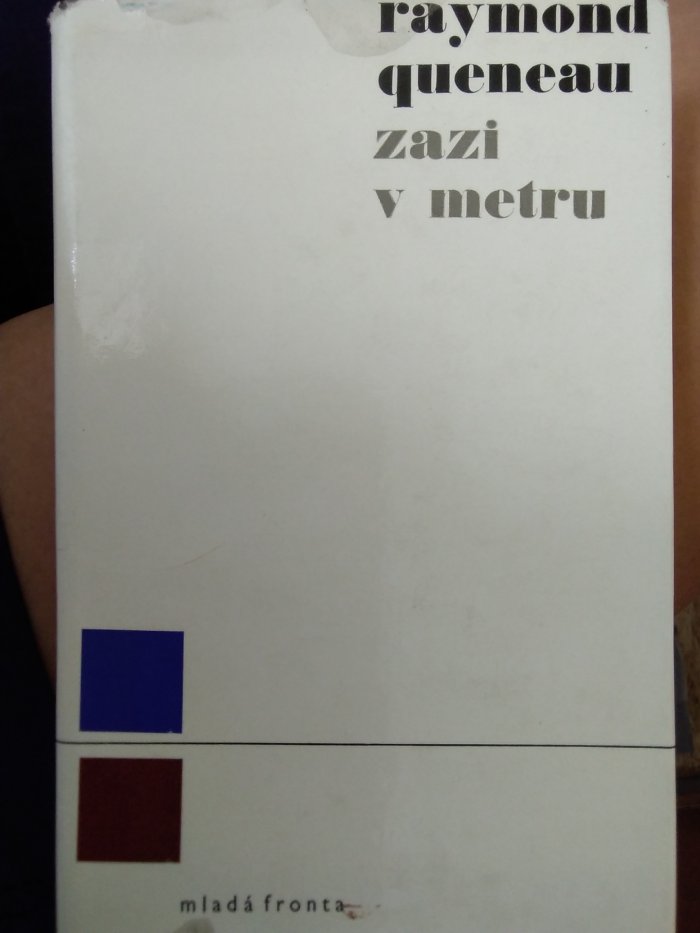 raymond
queneau
zazi
v metru
mladá fronta